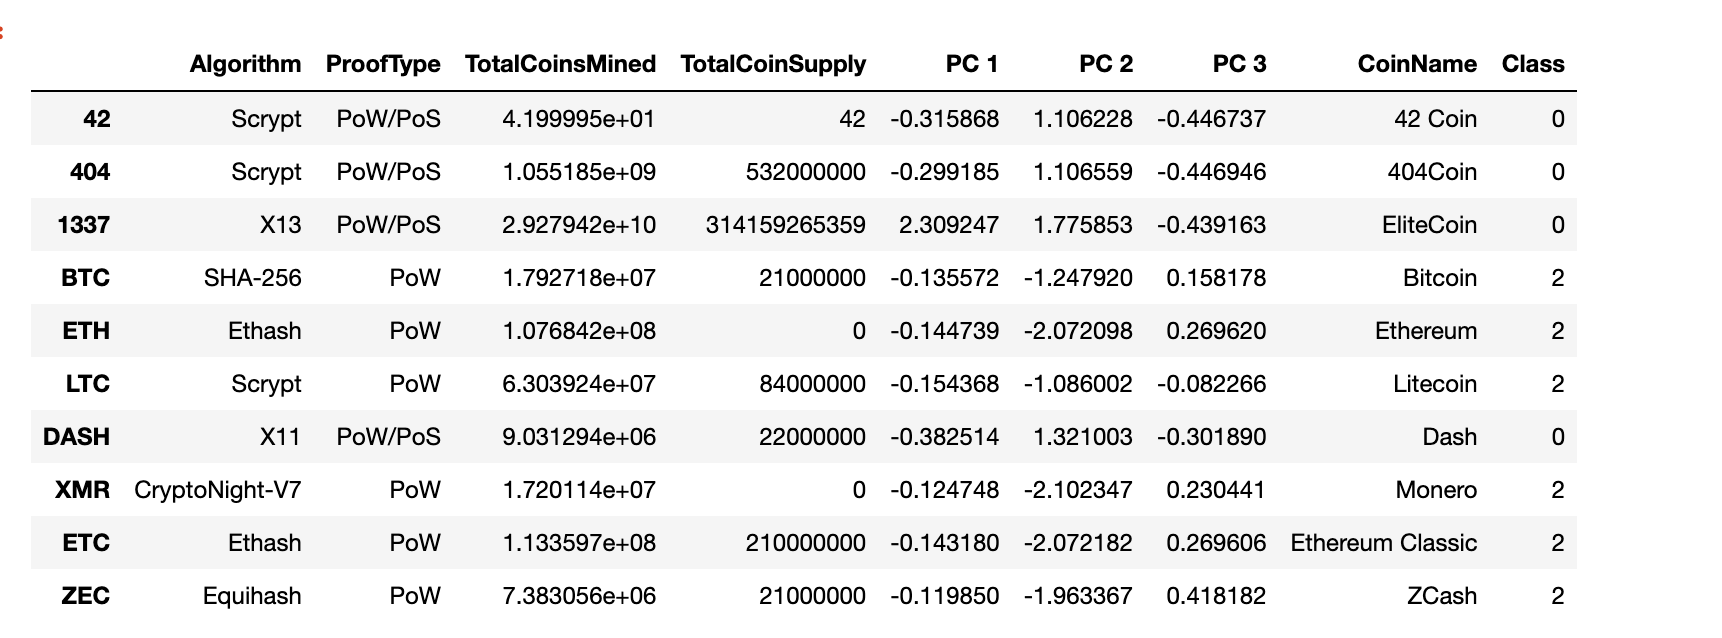 Algorithm ProofType TotalCoinsMined TotalCoinSupply PC 1 PC 2 PC 3 CoinName Class
42 Scrypt PoW/PoS 4.199995e+01 42 -0.315868 1.106228 -0.446737 42 Coin 0
404 Scrypt PoW/PoS 1.055185e+09 532000000 -0.299185 1.106559 -0.446946 404Coin 0
1337 X13 PoW/PoS 2.927942e+10 314159265359 2.309247 1.775853 -0.439163 EliteCoin 0
BTC SHA-256 PoW 1.792718e+07 21000000 -0.135572 -1.247920 0.158178 Bitcoin 2
ETH Ethash PoW 1.076842e+08 0 -0.144739 -2.072098 0.269620 Ethereum 2
LTC Scrypt PoW 6.303924e+07 84000000 -0.154368 -1.086002 -0.082266 Litecoin 2
DASH X11 PoW/PoS 9.031294e+06 22000000 -0.382514 1.321003 -0.301890 Dash 0
XMR CryptoNight-V7 PoW 1.720114e+07 0 -0.124748 -2.102347 0.230441 Monero 2
ETC Ethash PoW 1.133597e+08 210000000 -0.143180 -2.072182 0.269606 Ethereum Classic 2
ZEC Equihash PoW 7.383056e+06 21000000 -0.119850 -1.963367 0.418182 ZCash 2